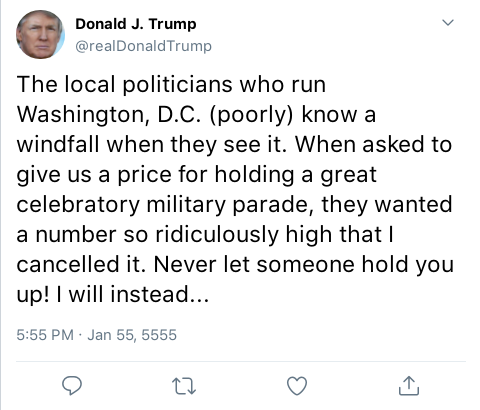 Donald J. Trump
@realDonaldTrump
The local politicians who run
Washington, D.C. (poorly) know a
windfall when they see it. When asked to
give us a price for holding a great
celebratory military parade, they wanted
a number so ridiculously high that I
cancelled it. Never let someone hold you
up! I will instead...
5:55 PM · Jan 55, 5555